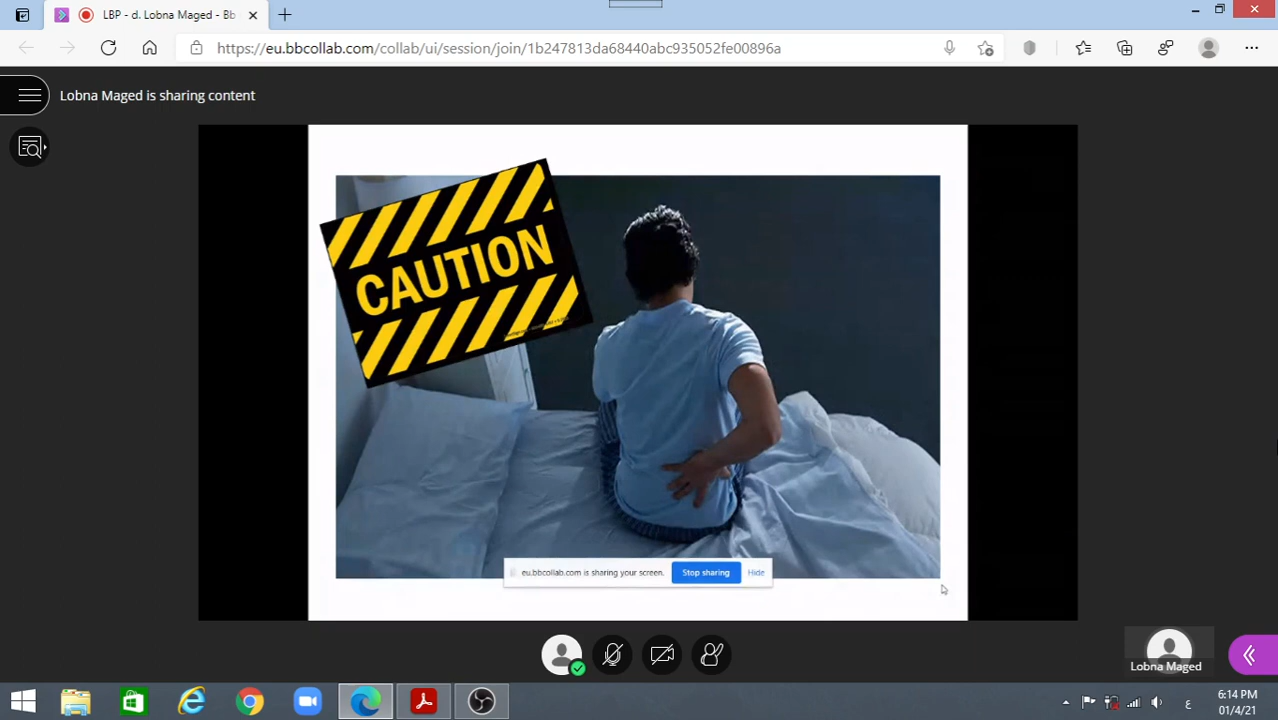 LBP - d. Lobna Maged - Bb
https://eu.bbcollab.com/collab/ui/session/join/1b247813da68440abc935052fe00896a
Lobna Maged is sharing content
CAUTION
eu.bbcollab.com is sharing your screen.
Stop sharing
Hide
Lobna Maged
6:14 PM
ع
01/4/21